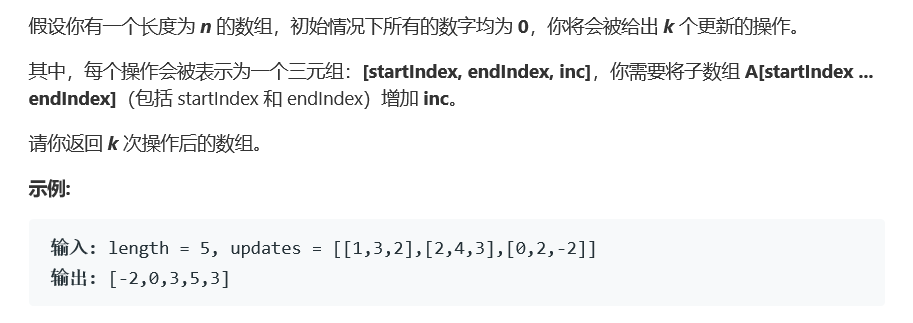 假设你有一个长度为 n 的数组，初始情况下所有的数字均为 0，你将会被给出 k 个更新的操作。
其中，每个操作会被表示为一个三元组：[startIndex, endIndex, inc]，你需要将子数组 A[startIndex ...
endIndex]（包括 startIndex 和 endIndex）增加 inc。
请你返回 k 次操作后的数组。
示例:
输入: length = 5, updates = [[1,3,2],[2,4,3],[0,2,-2]]
输出: [-2,0,3,5,3]